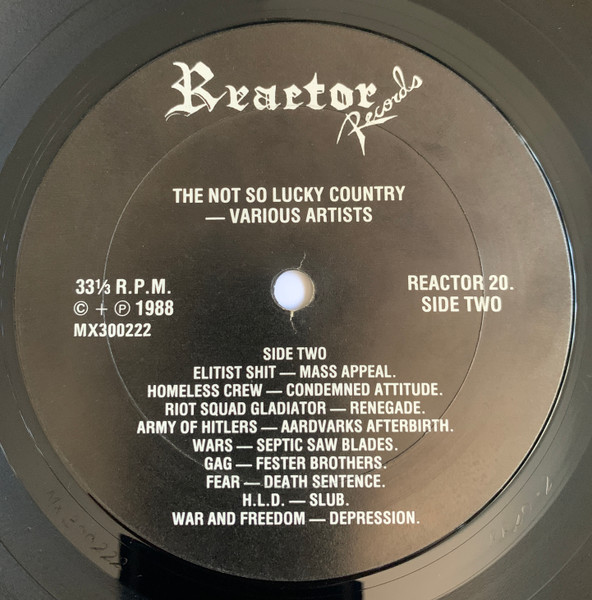 Reactor
Records
THE NOT SO LUCKY COUNTRY
— VARIOUS ARTISTS
33⅓ R.P.M.
© + ℗ 1988
MX300222
REACTOR 20.
SIDE TWO
SIDE TWO
ELITIST SHIT — MASS APPEAL.
HOMELESS CREW — CONDEMNED ATTITUDE.
RIOT SQUAD GLADIATOR — RENEGADE.
ARMY OF HITLERS — AARDVARKS AFTERBIRTH.
WARS — SEPTIC SAW BLADES.
GAG — FESTER BROTHERS.
FEAR — DEATH SENTENCE.
H.L.D. — SLUB.
WAR AND FREEDOM — DEPRESSION.
MX300222